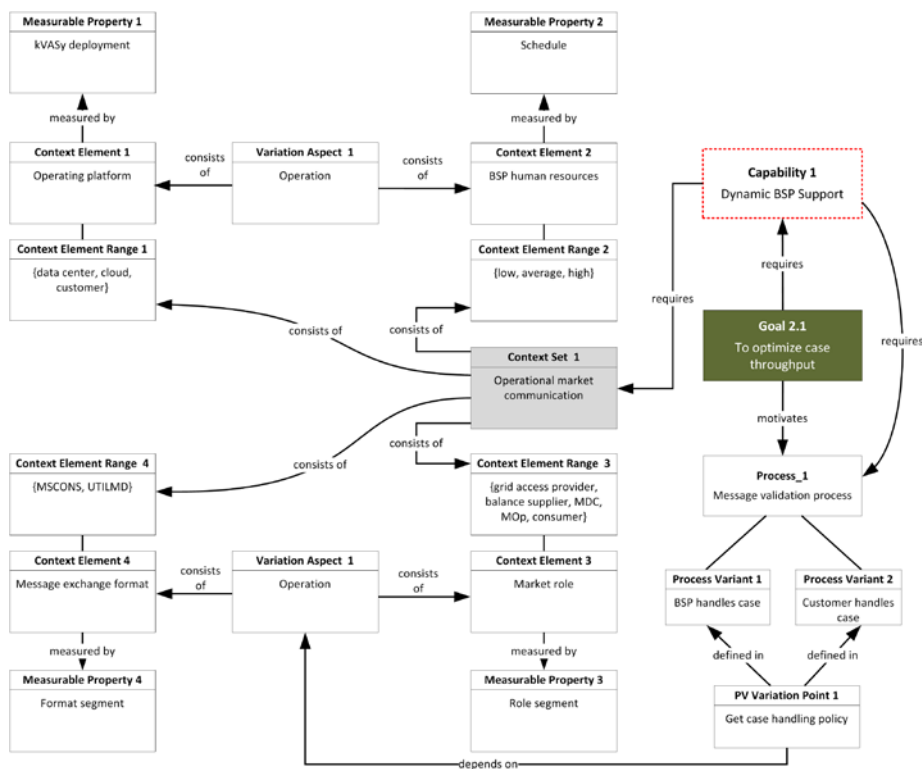 Measurable Property 1
kVASy deployment
Measurable Property 2
Schedule
measured by
measured by
Context Element 1
Operating platform
consists
of
Variation Aspect 1
Operation
consists
of
Context Element 2
BSP human resources
Capability 1
Dynamic BSP Support
Context Element Range 1
{data center, cloud,
customer}
Context Element Range 2
{low, average, high}
requires
requires
requires
consists of
consists of
Goal 2.1
To optimize case
throughput
Context Set 1
Operational market
communication
motivates
consists of
consists of
Context Element Range 4
{MSCONS, UTILMD}
Context Element Range 3
{grid access provider,
balance supplier, MDC,
MOp, consumer}
Process_1
Message validation process
Context Element 4
Message exchange format
consists
of
Variation Aspect 1
Operation
consists
of
Context Element 3
Market role
Process Variant 1
BSP handles case
Process Variant 2
Customer handles
case
measured by
measured by
defined in
defined in
Measurable Property 4
Format segment
Measurable Property 3
Role segment
PV Variation Point 1
Get case handling policy
depends on